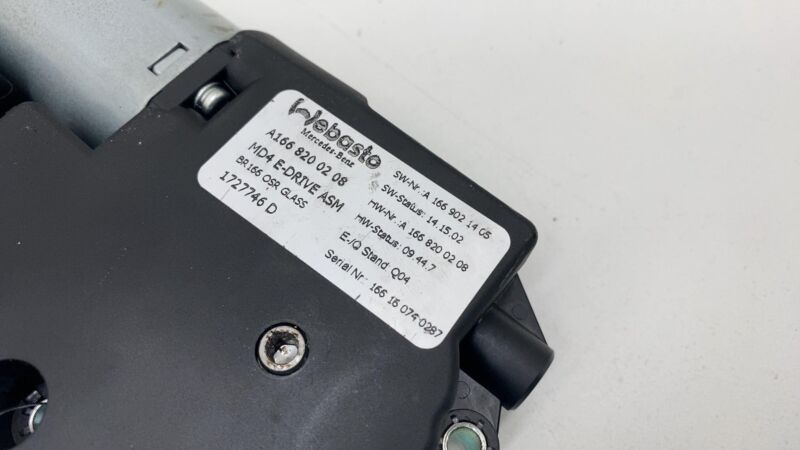 Webasto
Mercedes-Benz
A166 820 02 08
MD4 E-DRIVE ASM
BR166 OSR GLASS
1727746 D
SW-Nr.: A 166 902 14 05
SW-Status: 14.15.02
HW-Nr.: A 166 820 02 08
HW-Status: 09.44.7
E-/Q Stand Q04
Serial Nr. 166 16 074 0287